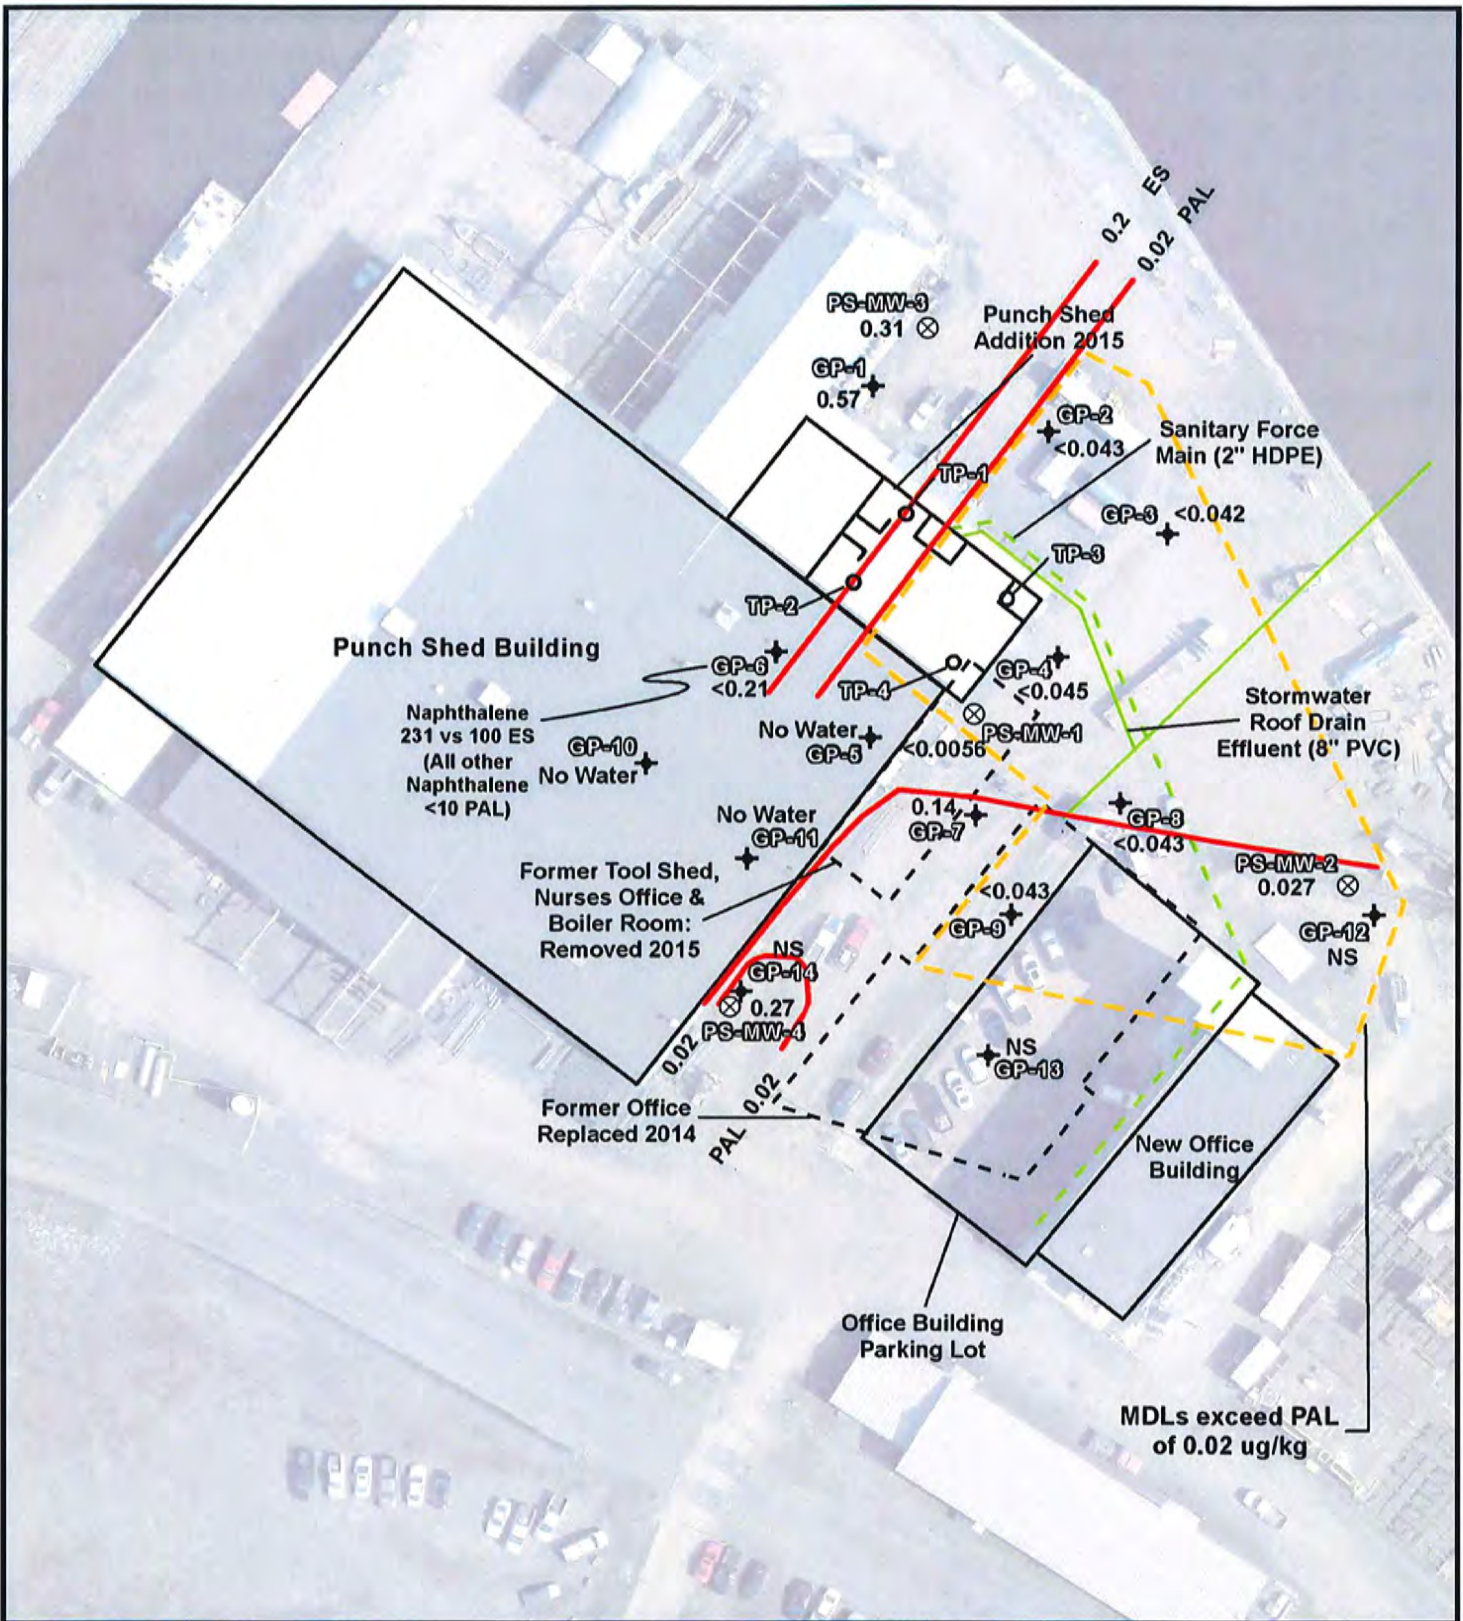 0.2 ES
0.02 PAL
PS-MW-3
0.31
Punch Shed
Addition 2015
GP-1
0.57
GP-2
<0.043
Sanitary Force
Main (2" HDPE)
TP-1
GP-3 <0.042
TP-3
TP-2
Punch Shed Building
GP-6
<0.21
TP-4
GP-4
<0.045
Stormwater
Roof Drain
Effluent (8" PVC)
Naphthalene
231 vs 100 ES
(All other
Naphthalene
<10 PAL)
GP-10
No Water
No Water
GP-5
<0.0056
PS-MW-1
0.14
GP-7
GP-8
<0.043
No Water
GP-11
PS-MW-2
0.027
Former Tool Shed,
Nurses Office &
Boiler Room:
Removed 2015
<0.043
GP-9
GP-12
NS
NS
GP-14
0.27
PS-MW-4
0.02
NS
GP-13
PAL 0.02
Former Office
Replaced 2014
New Office
Building
Office Building
Parking Lot
MDLs exceed PAL
of 0.02 ug/kg